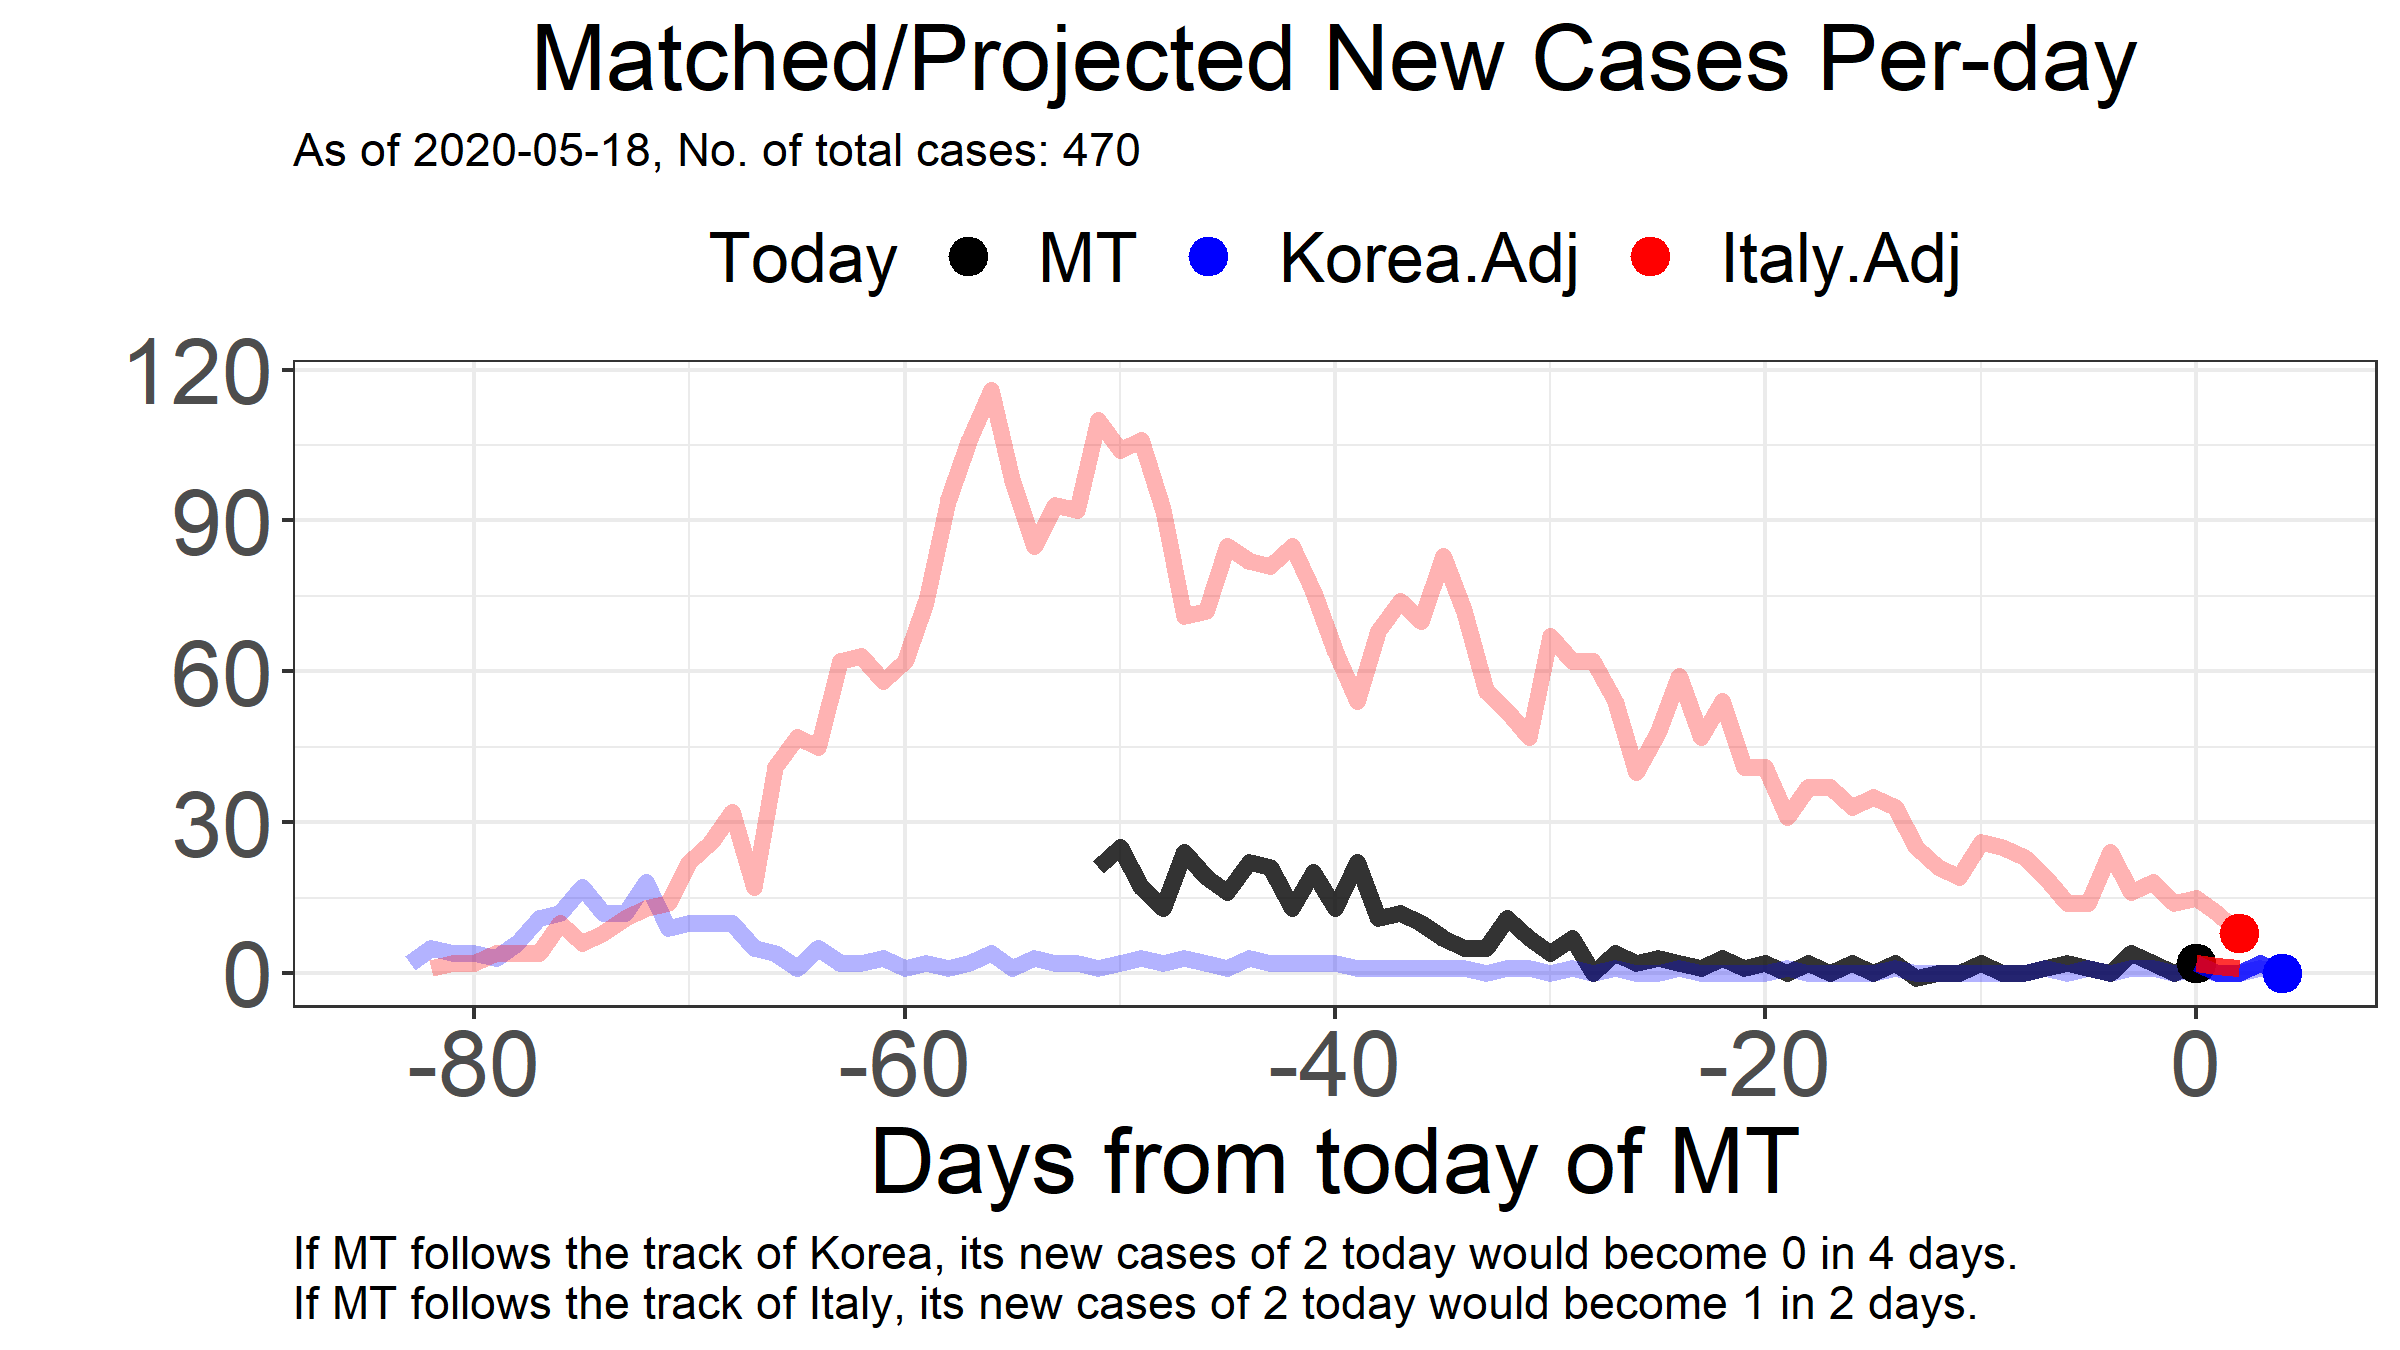 Matched/Projected New Cases Per-day
As of 2020-05-18, No. of total cases: 470
Today MT Korea.Adj Italy.Adj
120
90
60
30
0
-80 -60 -40 -20 0
Days from today of MT
If MT follows the track of Korea, its new cases of 2 today would become 0 in 4 days.
If MT follows the track of Italy, its new cases of 2 today would become 1 in 2 days.